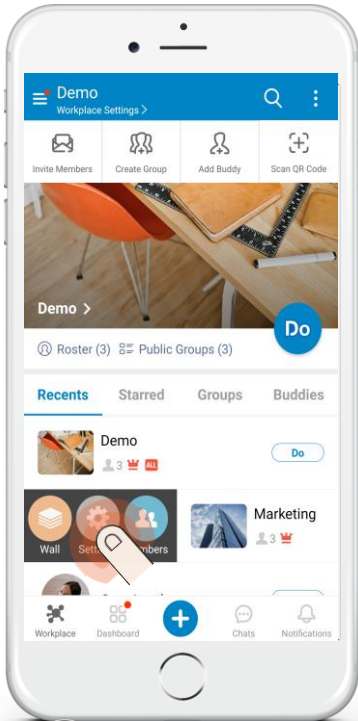 Demo
Workplace Settings >
Invite Members
Create Group
Add Buddy
Scan QR Code
Demo >
Do
Roster (3)
Public Groups (3)
Recents
Starred
Groups
Buddies
Demo
3
ALL
Do
Wall
Marketing
3
Workplace
Dashboard
Chats
Notifications